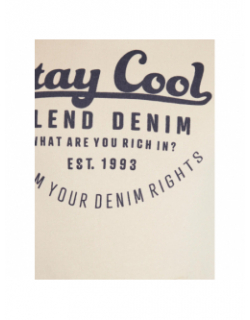 tay Cool
LEND DENIM
WHAT ARE YOU RICH IN?
EST. 1993
M YOUR DENIM RIGHTS